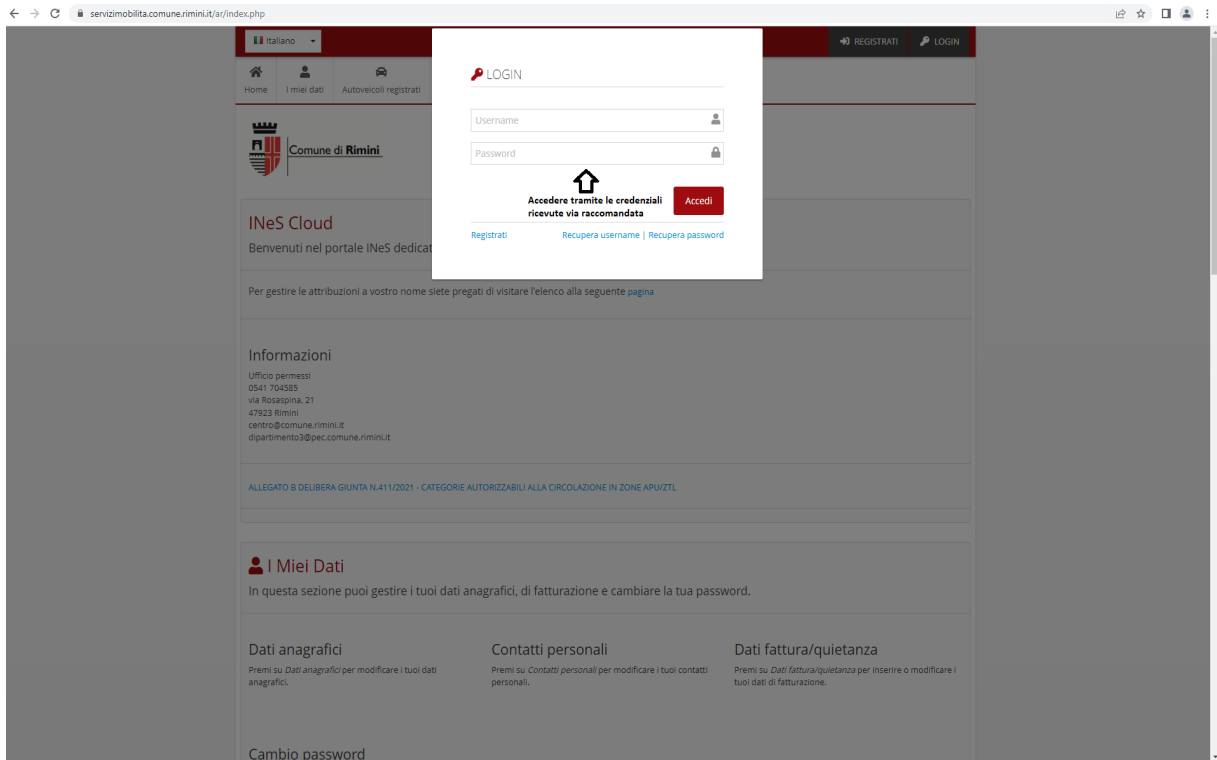 servizimobilita.comune.rimini.it/ar/index.php
Italiano
REGISTRATI
LOGIN
Home
I miei dati
Autoveicoli registrati
Comune di Rimini
LOGIN
Username
Password
Accedere tramite le credenziali
ricevute via raccomandata
Accedi
Registrati
Recupera username | Recupera password
INeS Cloud
Benvenuti nel portale INeS dedicat
Per gestire le attribuzioni a vostro nome siete pregati di visitare l'elenco alla seguente pagina
Informazioni
Ufficio permessi
0541 704585
via Rosaspina, 21
47923 Rimini
centro@comune.rimini.it
dipartimento3@pec.comune.rimini.it
ALLEGATO B DELIBERA GIUNTA N.411/2021 - CATEGORIE AUTORIZZABILI ALLA CIRCOLAZIONE IN ZONE APU/ZTL
I Miei Dati
In questa sezione puoi gestire i tuoi dati anagrafici, di fatturazione e cambiare la tua password.
Dati anagrafici
Premi su Dati anagrafici per modificare i tuoi dati
anagrafici.
Contatti personali
Premi su Contatti personali per modificare i tuoi contatti
personali.
Dati fattura/quietanza
Premi su Dati fattura/quietanza per inserire o modificare i
tuoi dati di fatturazione.
Cambio password